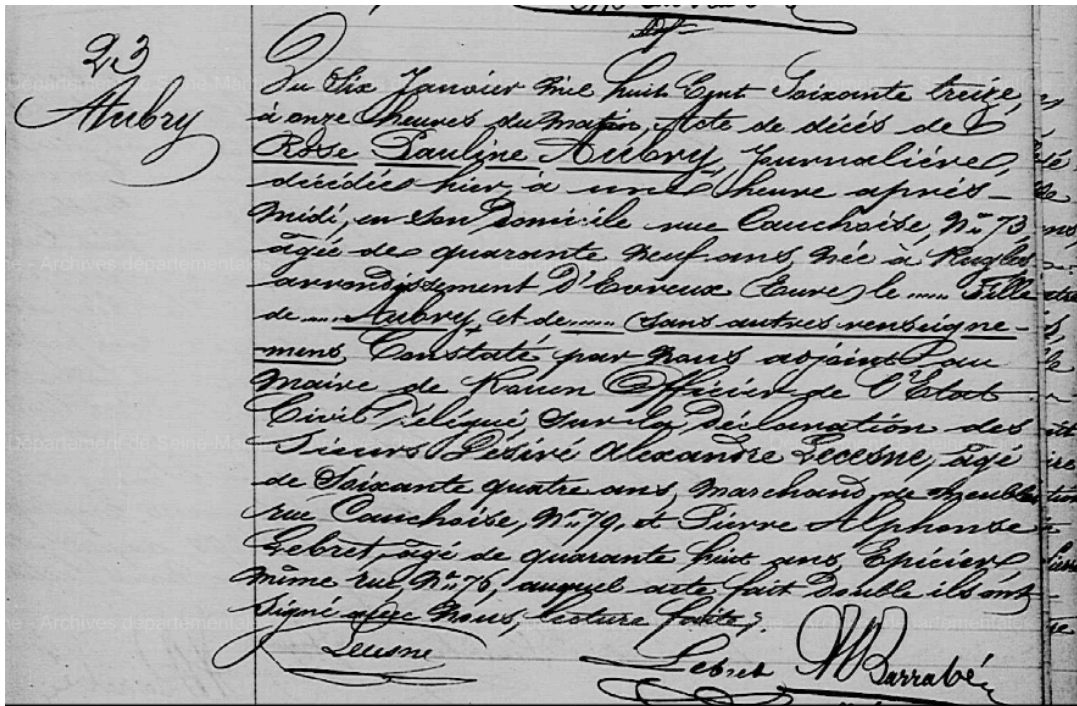 23
Aubry
Du Dix Janvier mil huit Cent Soixante treize,
à onze heures du matin, Acte de décès de
Rose Pauline Aubry, Journalière,
décédée hier, à une heure après-
midi, en son Domicile rue Cauchoise, N° 73,
âgée de quarante neuf ans, née à Rugles
arrondissement D'Evreux (Eure) le ..... Fille
de ..... Aubry, et de ..... (sans autres renseigne-
-mens, Constaté par nous adjoint au
Maire de Rouen Officier de l'Etat
Civil Délégué, sur la Déclaration des
Sieurs Désiré Alexandre Lecesne, âgé
de Soixante quatre ans, Marchand de meubles
rue Cauchoise, N° 79, et Pierre Alphonse
Lebret, âgé de quarante huit ans, Epicier
même rue, N° 76, auquel acte fait Double ils ont
signé avec nous, lecture faite;
Lecesne
Lebret
Barrabé